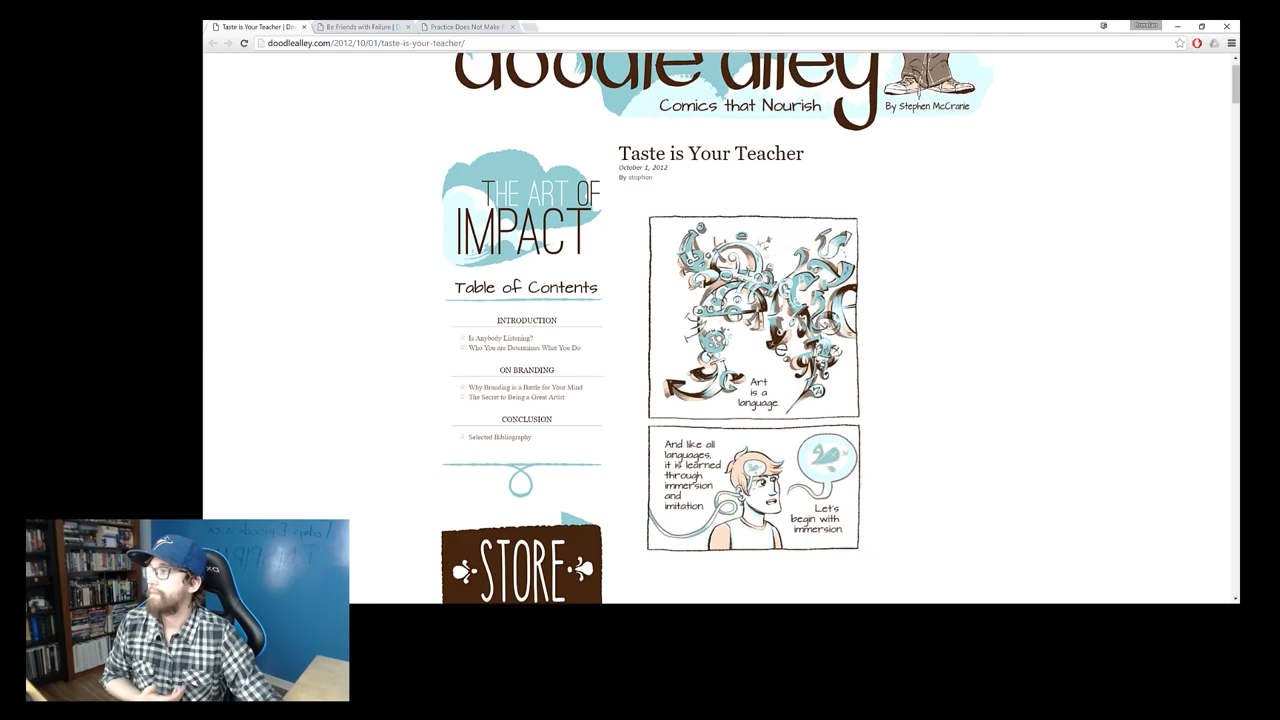 Taste is Your Teacher | Do
Be Friends with Failure | D
Practice Does Not Make P
doodlealley.com/2012/10/01/taste-is-your-teacher/
doodle alley
Comics that Nourish
By Stephen McCranie
Taste is Your Teacher
October 1, 2012
By stephen
THE ART OF
IMPACT
Table of Contents
INTRODUCTION
Is Anybody Listening?
Who You are Determines What You Do
ON BRANDING
Why Branding is a Battle for Your Mind
The Secret to Being a Great Artist
CONCLUSION
Selected Bibliography
STORE
Art
is a
language.
And like all
languages,
it is learned
through
immersion
and
imitation.
Let's
begin with
immersion.